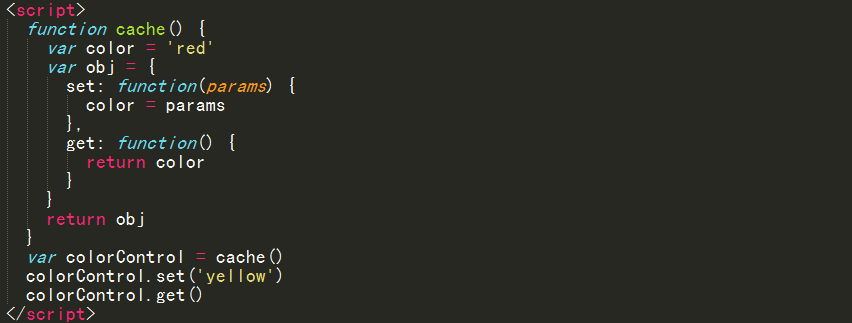 <script>
  function cache() {
    var color = 'red'
    var obj = {
      set: function(params) {
        color = params
      },
      get: function() {
        return color
      }
    }
    return obj
  }
  var colorControl = cache()
  colorControl.set('yellow')
  colorControl.get()
</script>